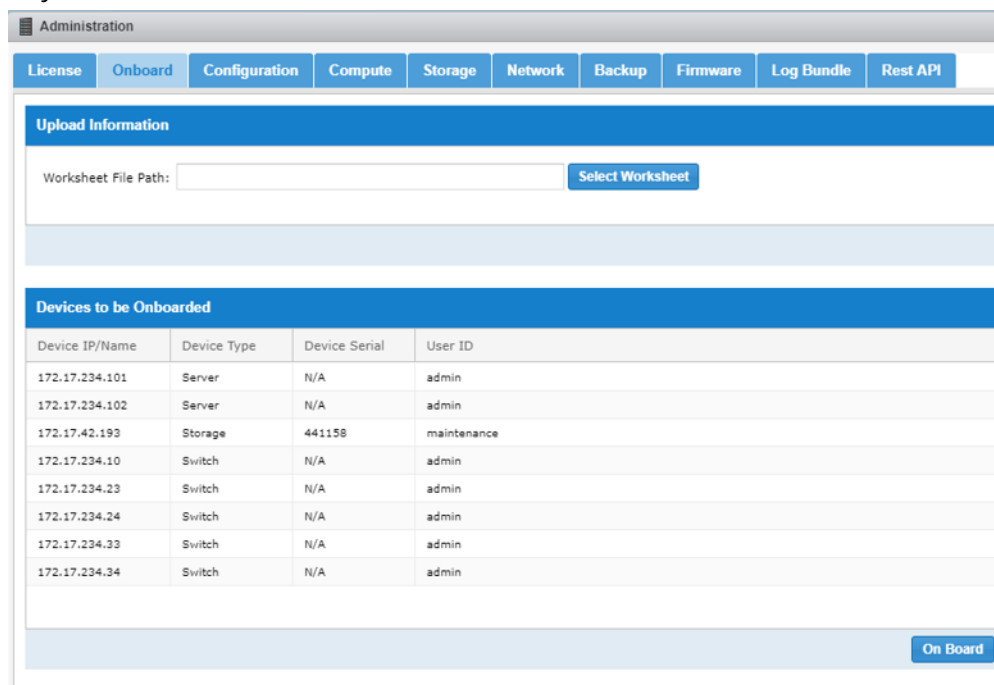 Administration
License Onboard Configuration Compute Storage Network Backup Firmware Log Bundle Rest API
Upload Information
Worksheet File Path: Select Worksheet
Devices to be Onboarded
Device IP/Name Device Type Device Serial User ID
172.17.234.101 Server N/A admin
172.17.234.102 Server N/A admin
172.17.42.193 Storage 441158 maintenance
172.17.234.10 Switch N/A admin
172.17.234.23 Switch N/A admin
172.17.234.24 Switch N/A admin
172.17.234.33 Switch N/A admin
172.17.234.34 Switch N/A admin
On Board